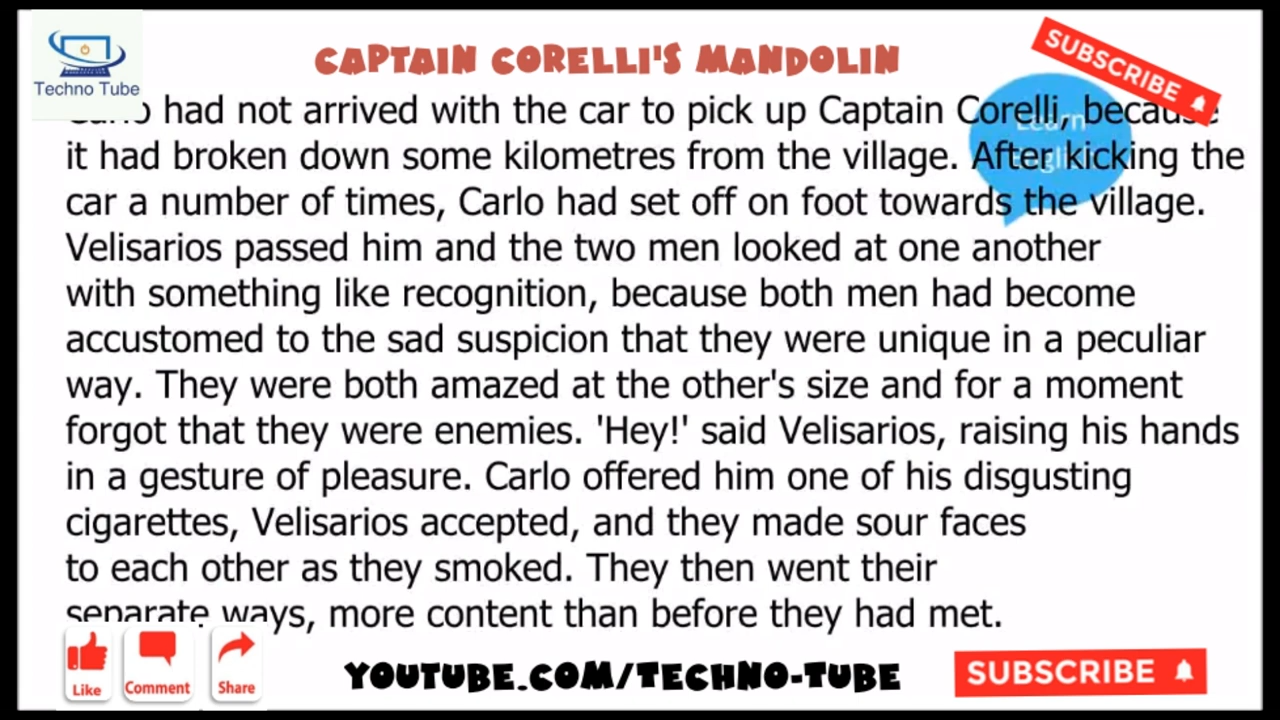 CAPTAIN CORELLI'S MANDOLIN
SUBSCRIBE
Techno Tube
Carlo had not arrived with the car to pick up Captain Corelli, because
Learn
English
it had broken down some kilometres from the village. After kicking the
car a number of times, Carlo had set off on foot towards the village.
Velisarios passed him and the two men looked at one another
with something like recognition, because both men had become
accustomed to the sad suspicion that they were unique in a peculiar
way. They were both amazed at the other's size and for a moment
forgot that they were enemies. 'Hey!' said Velisarios, raising his hands
in a gesture of pleasure. Carlo offered him one of his disgusting
cigarettes, Velisarios accepted, and they made sour faces
to each other as they smoked. They then went their
separate ways, more content than before they had met.
Like
Comment
Share
YOUTUBE.COM/TECHNO-TUBE
SUBSCRIBE